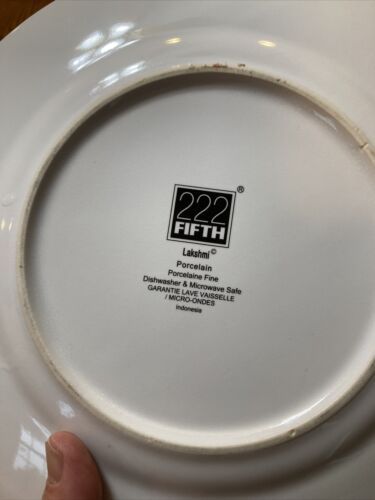 222
FIFTH®
Lakshmi©
Porcelain
Porcelaine Fine
Dishwasher & Microwave Safe
GARANTIE LAVE VAISSELLE
/ MICRO-ONDES
Indonesia